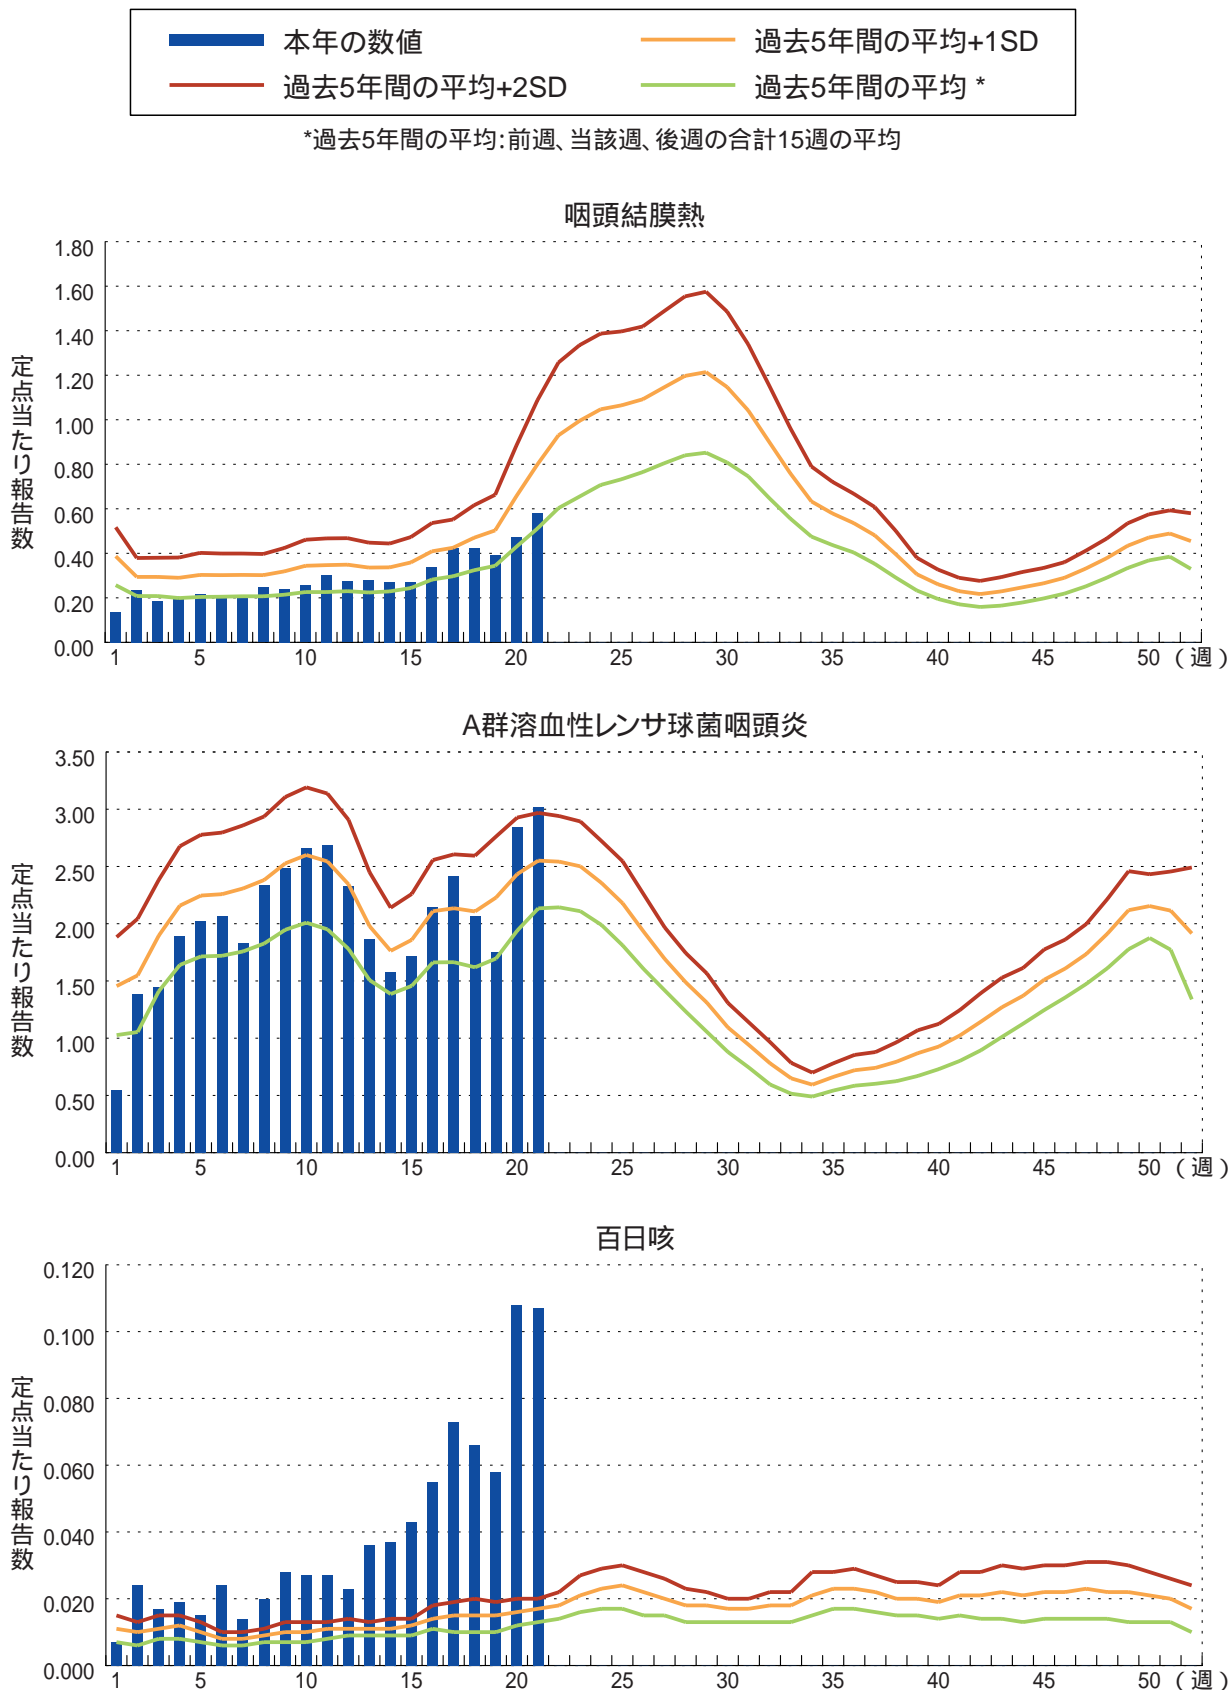 本年の数値
過去5年間の平均+1SD
過去5年間の平均+2SD
過去5年間の平均 *
*過去5年間の平均:前週、当該週、後週の合計15週の平均
咽頭結膜熱
定点当たり報告数
1.80
1.60
1.40
1.20
1.00
0.80
0.60
0.40
0.20
0.00
1 5 10 15 20 25 30 35 40 45 50 (週)
A群溶血性レンサ球菌咽頭炎
定点当たり報告数
3.50
3.00
2.50
2.00
1.50
1.00
0.50
0.00
1 5 10 15 20 25 30 35 40 45 50 (週)
百日咳
定点当たり報告数
0.120
0.100
0.080
0.060
0.040
0.020
0.000
1 5 10 15 20 25 30 35 40 45 50 (週)